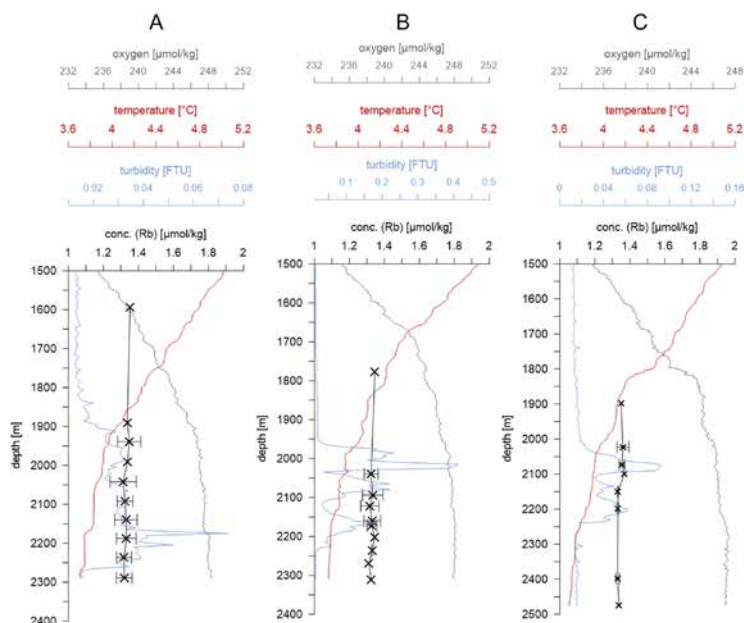 A
oxygen [µmol/kg]
232 236 240 244 248 252
temperature [°C]
3.6 4 4.4 4.8 5.2
turbidity [FTU]
0.02 0.04 0.06 0.08
conc. (Rb) [µmol/kg]
1 1.2 1.4 1.6 1.8 2
1500
1600
1700
1800
1900
depth [m]
2000
2100
2200
2300
2400
B
oxygen [µmol/kg]
232 236 240 244 248 252
temperature [°C]
3.6 4 4.4 4.8 5.2
turbidity [FTU]
0.1 0.2 0.3 0.4 0.5
conc. (Rb) [µmol/kg]
1 1.2 1.4 1.6 1.8 2
1500
1600
1700
1800
1900
depth [m]
2000
2100
2200
2300
2400
C
oxygen [µmol/kg]
232 236 240 244 248
temperature [°C]
3.6 4 4.4 4.8 5.2
turbidity [FTU]
0 0.04 0.08 0.12 0.16
conc. (Rb) [µmol/kg]
1 1.2 1.4 1.6 1.8 2
1500
1600
1700
1800
1900
depth [m]
2000
2100
2200
2300
2400
2500